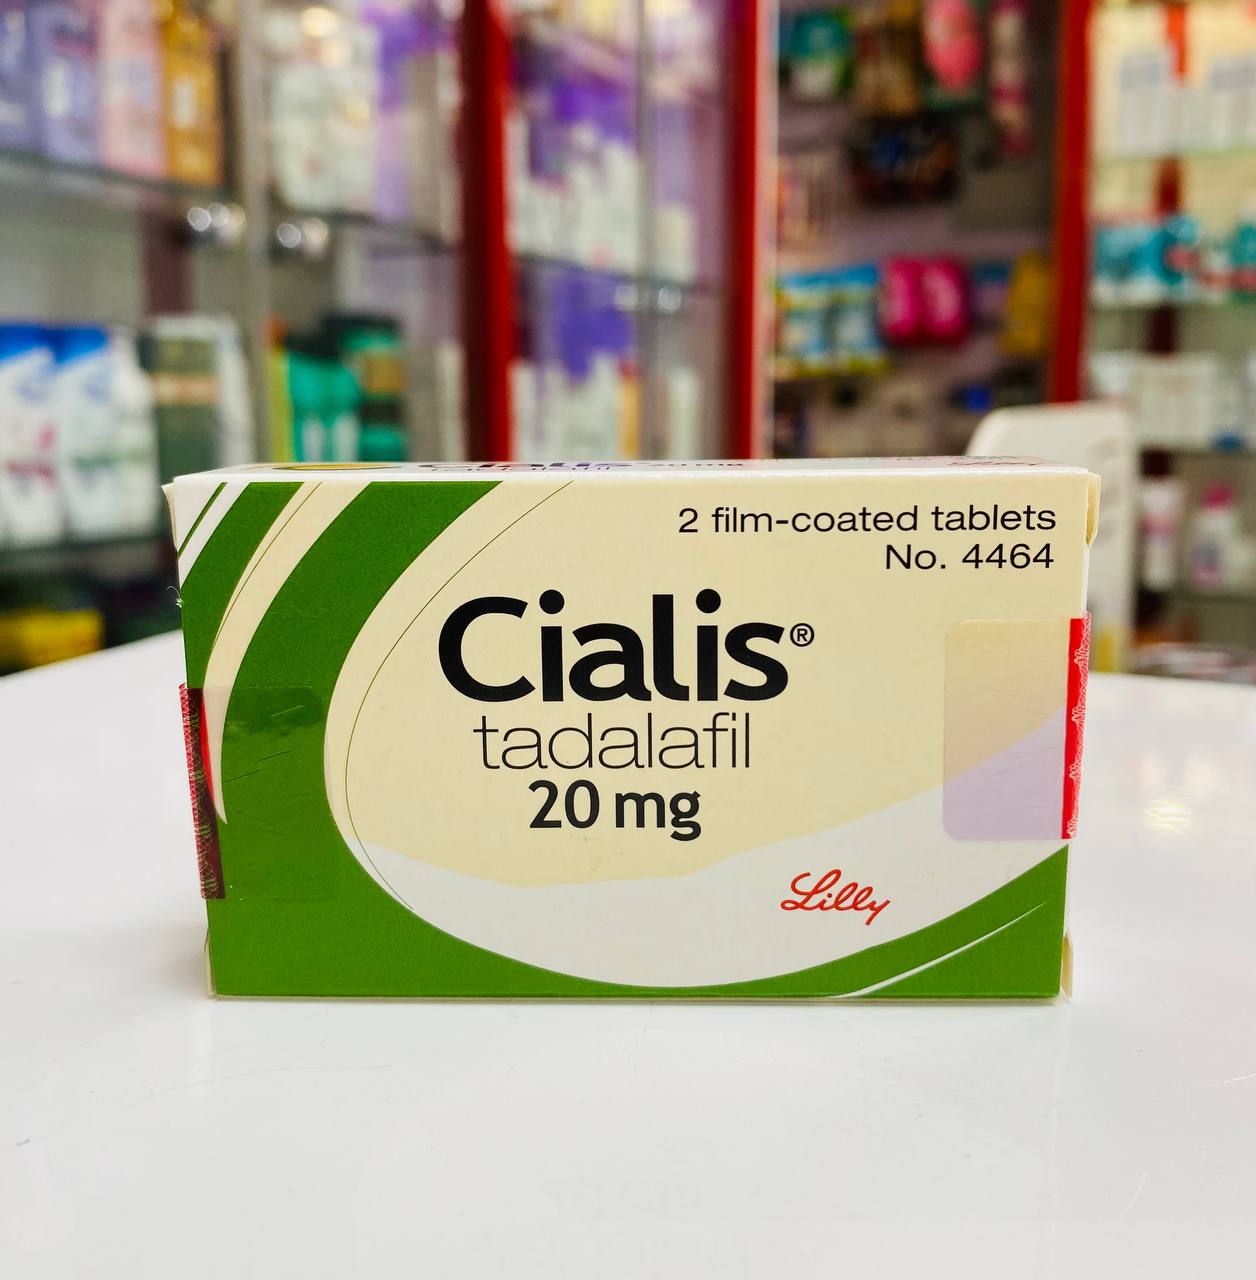 2 film-coated tablets
No. 4464
Cialis®
tadalafil
20 mg
Lilly